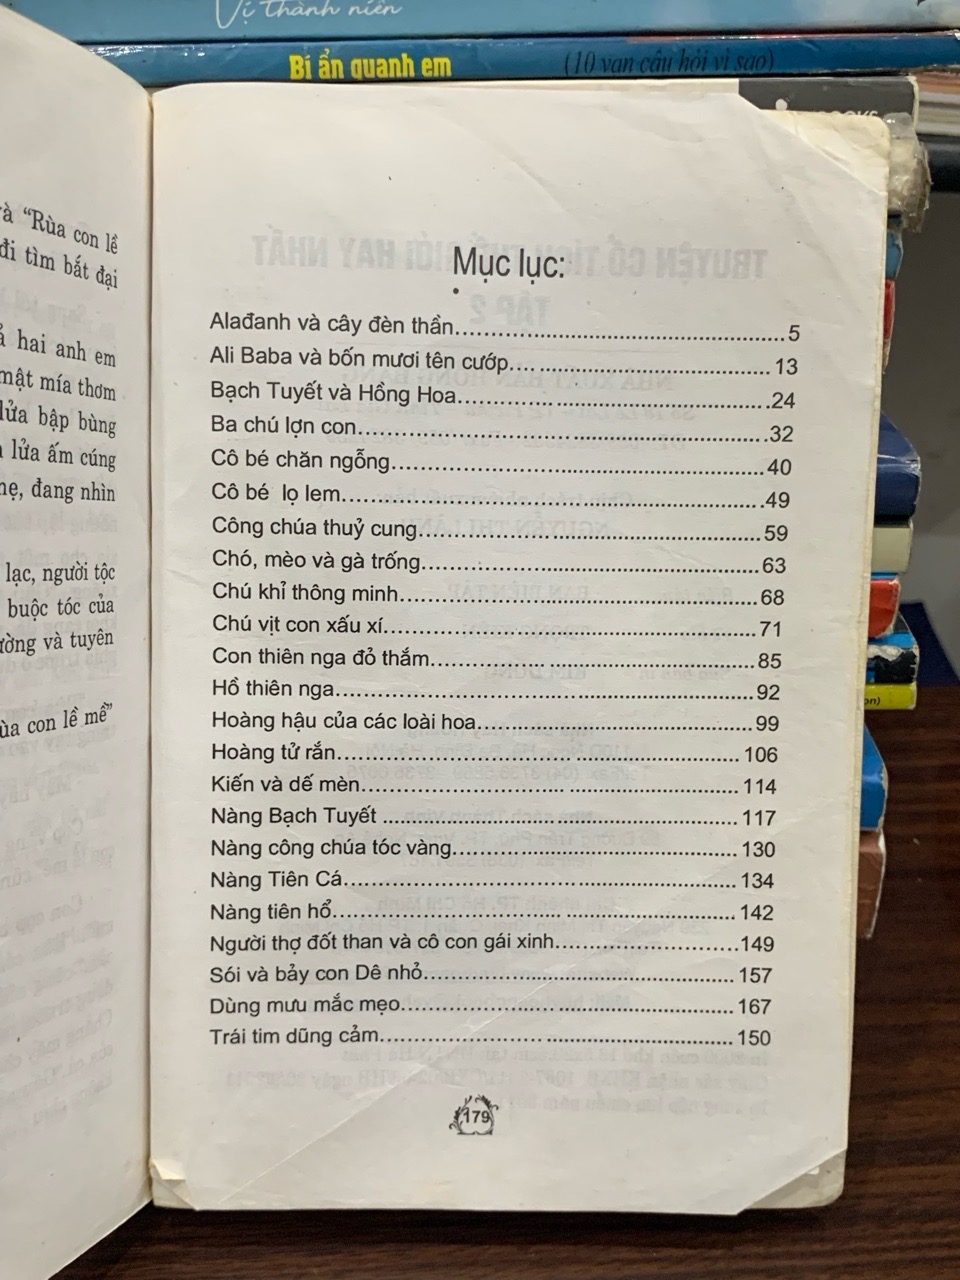 Vị thành niên
Bí ẩn quanh em (10 vạn câu hỏi vì sao)
và “Rùa con lề
đi tìm bắt đại
hai anh em
mật mía thơm
lửa bập bùng
lửa ấm cúng
mẹ, đang nhìn
lạc, người tộc
buộc tóc của
ường và tuyên
ùa con lề mề”
Mục lục:
Alađanh và cây đèn thần..........5
Ali Baba và bốn mươi tên cướp..........13
Bạch Tuyết và Hồng Hoa..........24
Ba chú lợn con..........32
Cô bé chăn ngỗng..........40
Cô bé lọ lem..........49
Công chúa thuỷ cung..........59
Chó, mèo và gà trống..........63
Chú khỉ thông minh..........68
Chú vịt con xấu xí..........71
Con thiên nga đỏ thắm..........85
Hồ thiên nga..........92
Hoàng hậu của các loài hoa..........99
Hoàng tử rắn..........106
Kiến và dế mèn..........114
Nàng Bạch Tuyết ..........117
Nàng công chúa tóc vàng..........130
Nàng Tiên Cá..........134
Nàng tiên hổ..........142
Người thợ đốt than và cô con gái xinh..........149
Sói và bảy con Dê nhỏ..........157
Dùng mưu mắc mẹo..........167
Trái tim dũng cảm..........150
179